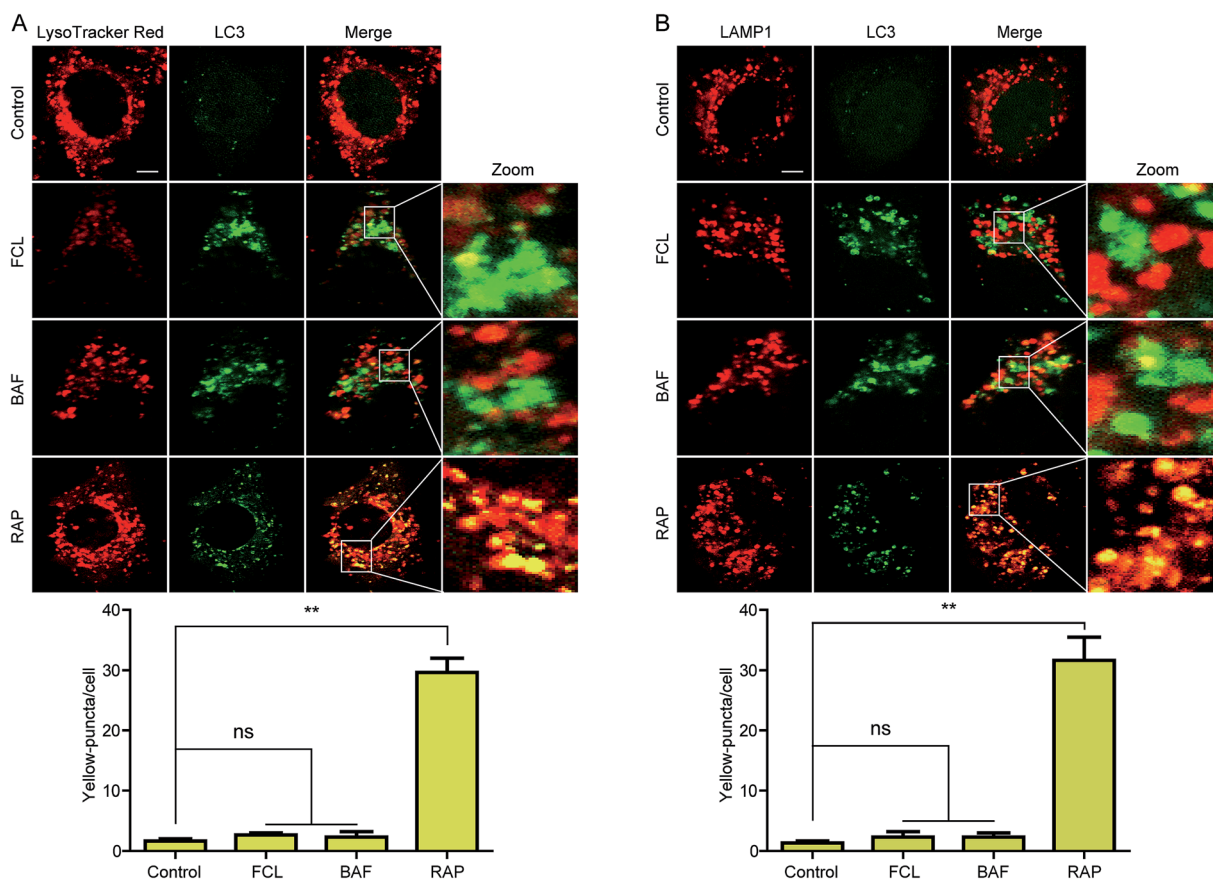 A
LysoTracker Red LC3 Merge
Control
Zoom
FCL
BAF
RAP
Yellow-puncta/cell
40
30
20
10
0
**
ns
Control FCL BAF RAP
B
LAMP1 LC3 Merge
Control
Zoom
FCL
BAF
RAP
Yellow-puncta/cell
40
30
20
10
0
**
ns
Control FCL BAF RAP